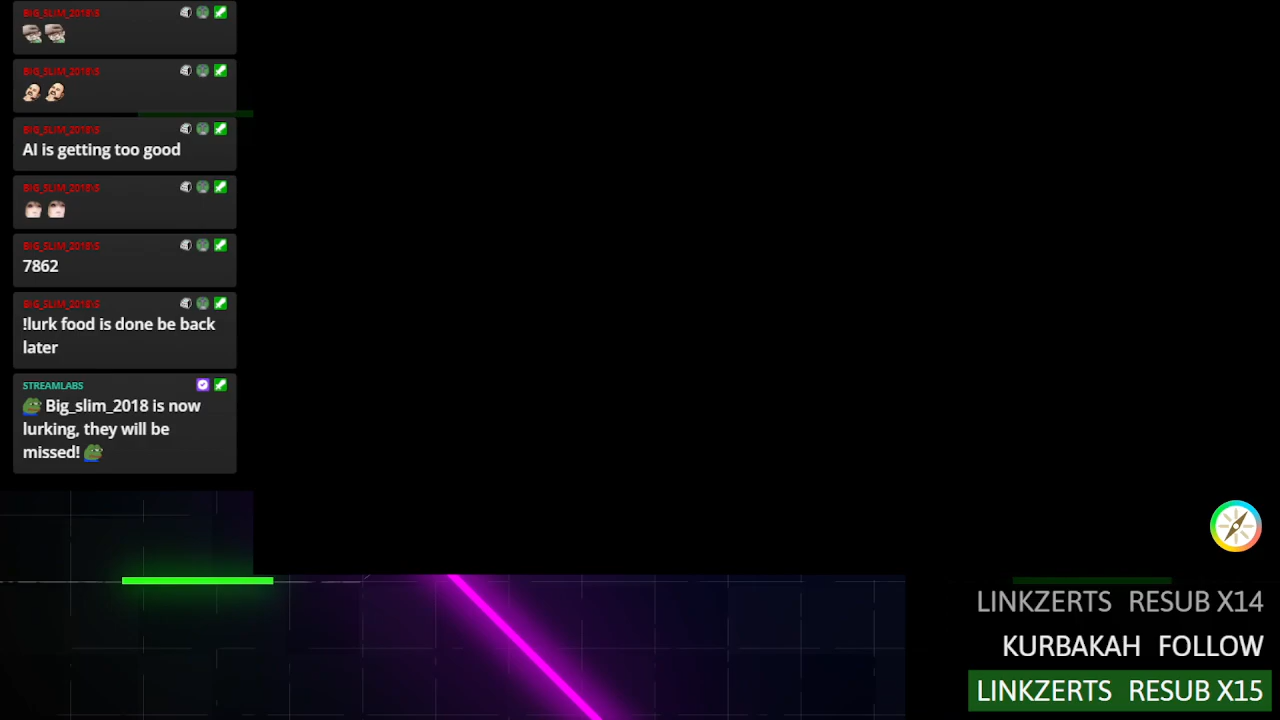 BIG_SLIM_2018\S
BIG_SLIM_2018\S
BIG_SLIM_2018\S
AI is getting too good
BIG_SLIM_2018\S
BIG_SLIM_2018\S
7862
BIG_SLIM_2018\S
!lurk food is done be back
later
STREAMLABS
Big_slim_2018 is now
lurking, they will be
missed!
LINKZERTS RESUB X14
KURBAKAH FOLLOW
LINKZERTS RESUB X15